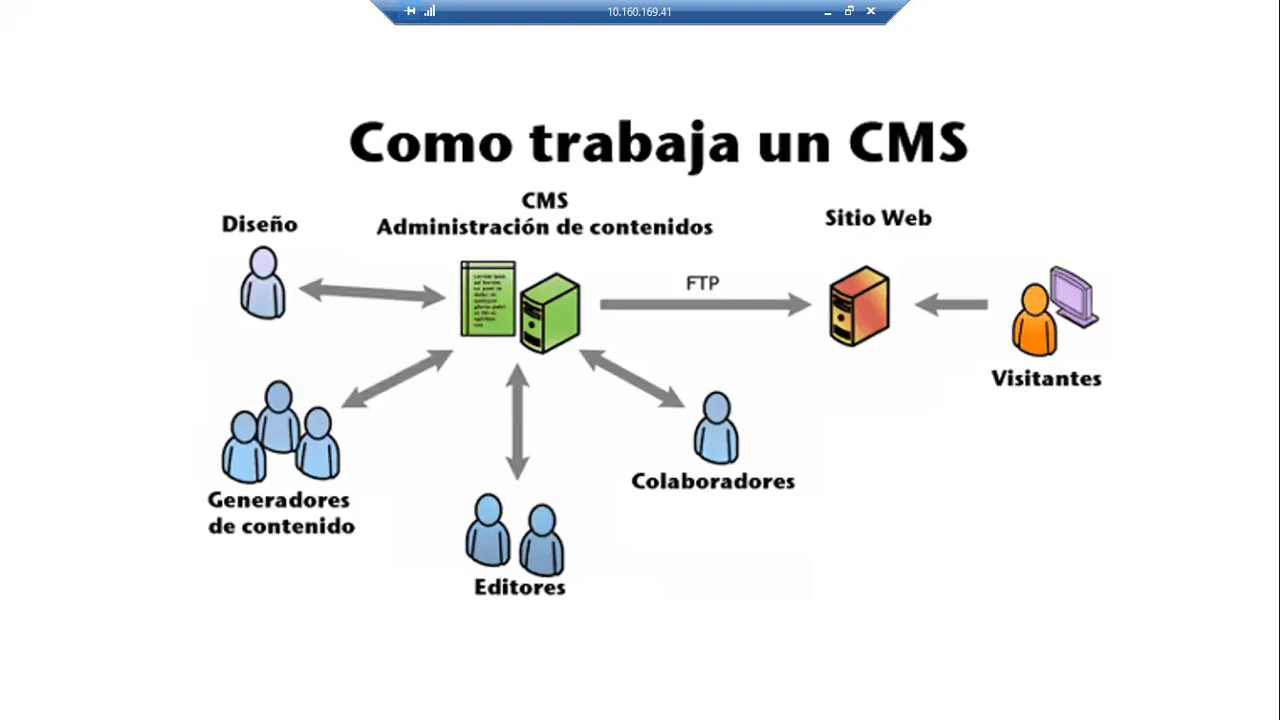 10.160.169.41
Como trabaja un CMS
CMS
Administración de contenidos
Diseño
Sitio Web
FTP
Visitantes
Colaboradores
Generadores
de contenido
Editores